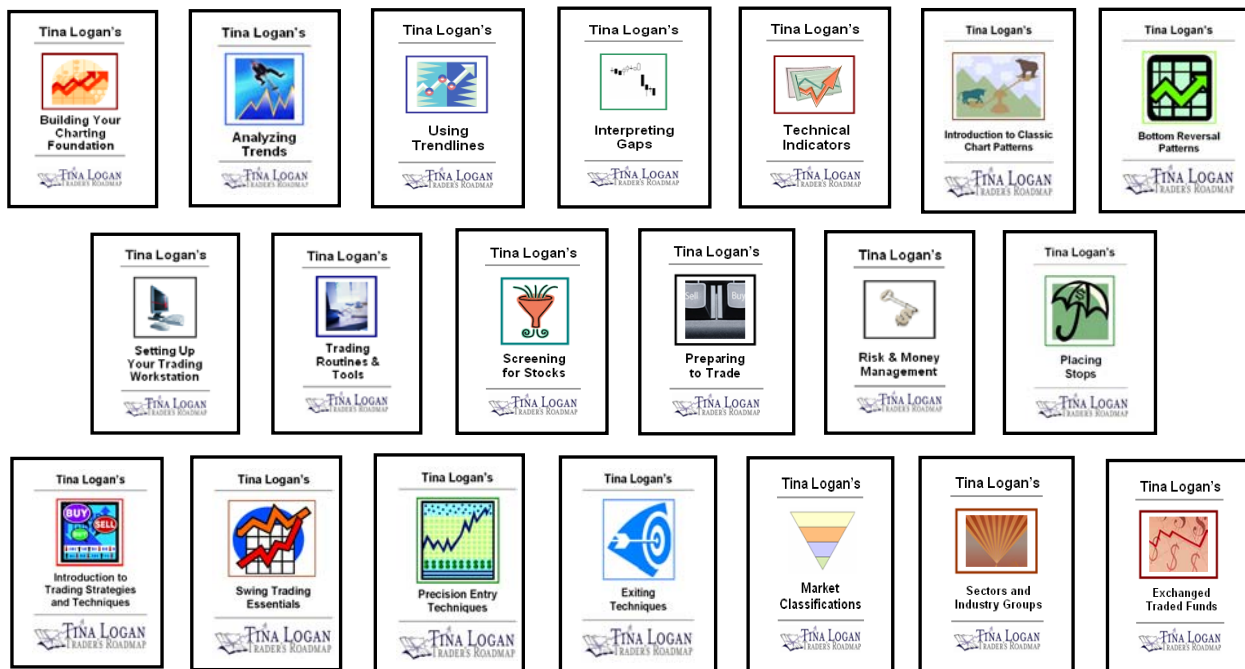 Tina Logan's
Building Your
Charting
Foundation
TINA LOGAN
TRADER'S ROADMAP
Tina Logan's
Analyzing
Trends
TINA LOGAN
TRADER'S ROADMAP
Tina Logan's
Using
Trendlines
TINA LOGAN
TRADER'S ROADMAP
Tina Logan's
Interpreting
Gaps
TINA LOGAN
TRADER'S ROADMAP
Tina Logan's
Technical
Indicators
TINA LOGAN
TRADER'S ROADMAP
Tina Logan's
Introduction to Classic
Chart Patterns
TINA LOGAN
TRADER'S ROADMAP
Tina Logan's
Bottom Reversal
Patterns
TINA LOGAN
TRADER'S ROADMAP
Tina Logan's
Setting Up
Your Trading
Workstation
TINA LOGAN
TRADER'S ROADMAP
Tina Logan's
Trading
Routines &
Tools
TINA LOGAN
TRADER'S ROADMAP
Tina Logan's
Screening
for Stocks
TINA LOGAN
TRADER'S ROADMAP
Tina Logan's
Sell Buy
Preparing
to Trade
TINA LOGAN
TRADER'S ROADMAP
Tina Logan's
Risk & Money
Management
TINA LOGAN
TRADER'S ROADMAP
Tina Logan's
Placing
Stops
TINA LOGAN
TRADER'S ROADMAP
Tina Logan's
BUY
SELL
Introduction to
Trading Strategies
and Techniques
TINA LOGAN
TRADER'S ROADMAP
Tina Logan's
Swing Trading
Essentials
TINA LOGAN
TRADER'S ROADMAP
Tina Logan's
$$$$$$$$
Precision Entry
Techniques
TINA LOGAN
TRADER'S ROADMAP
Tina Logan's
Exiting
Techniques
TINA LOGAN
TRADER'S ROADMAP
Tina Logan's
Market
Classifications
TINA LOGAN
TRADER'S ROADMAP
Tina Logan's
Sectors and
Industry Groups
TINA LOGAN
TRADER'S ROADMAP
Tina Logan's
Exchanged
Traded Funds
TINA LOGAN
TRADER'S ROADMAP